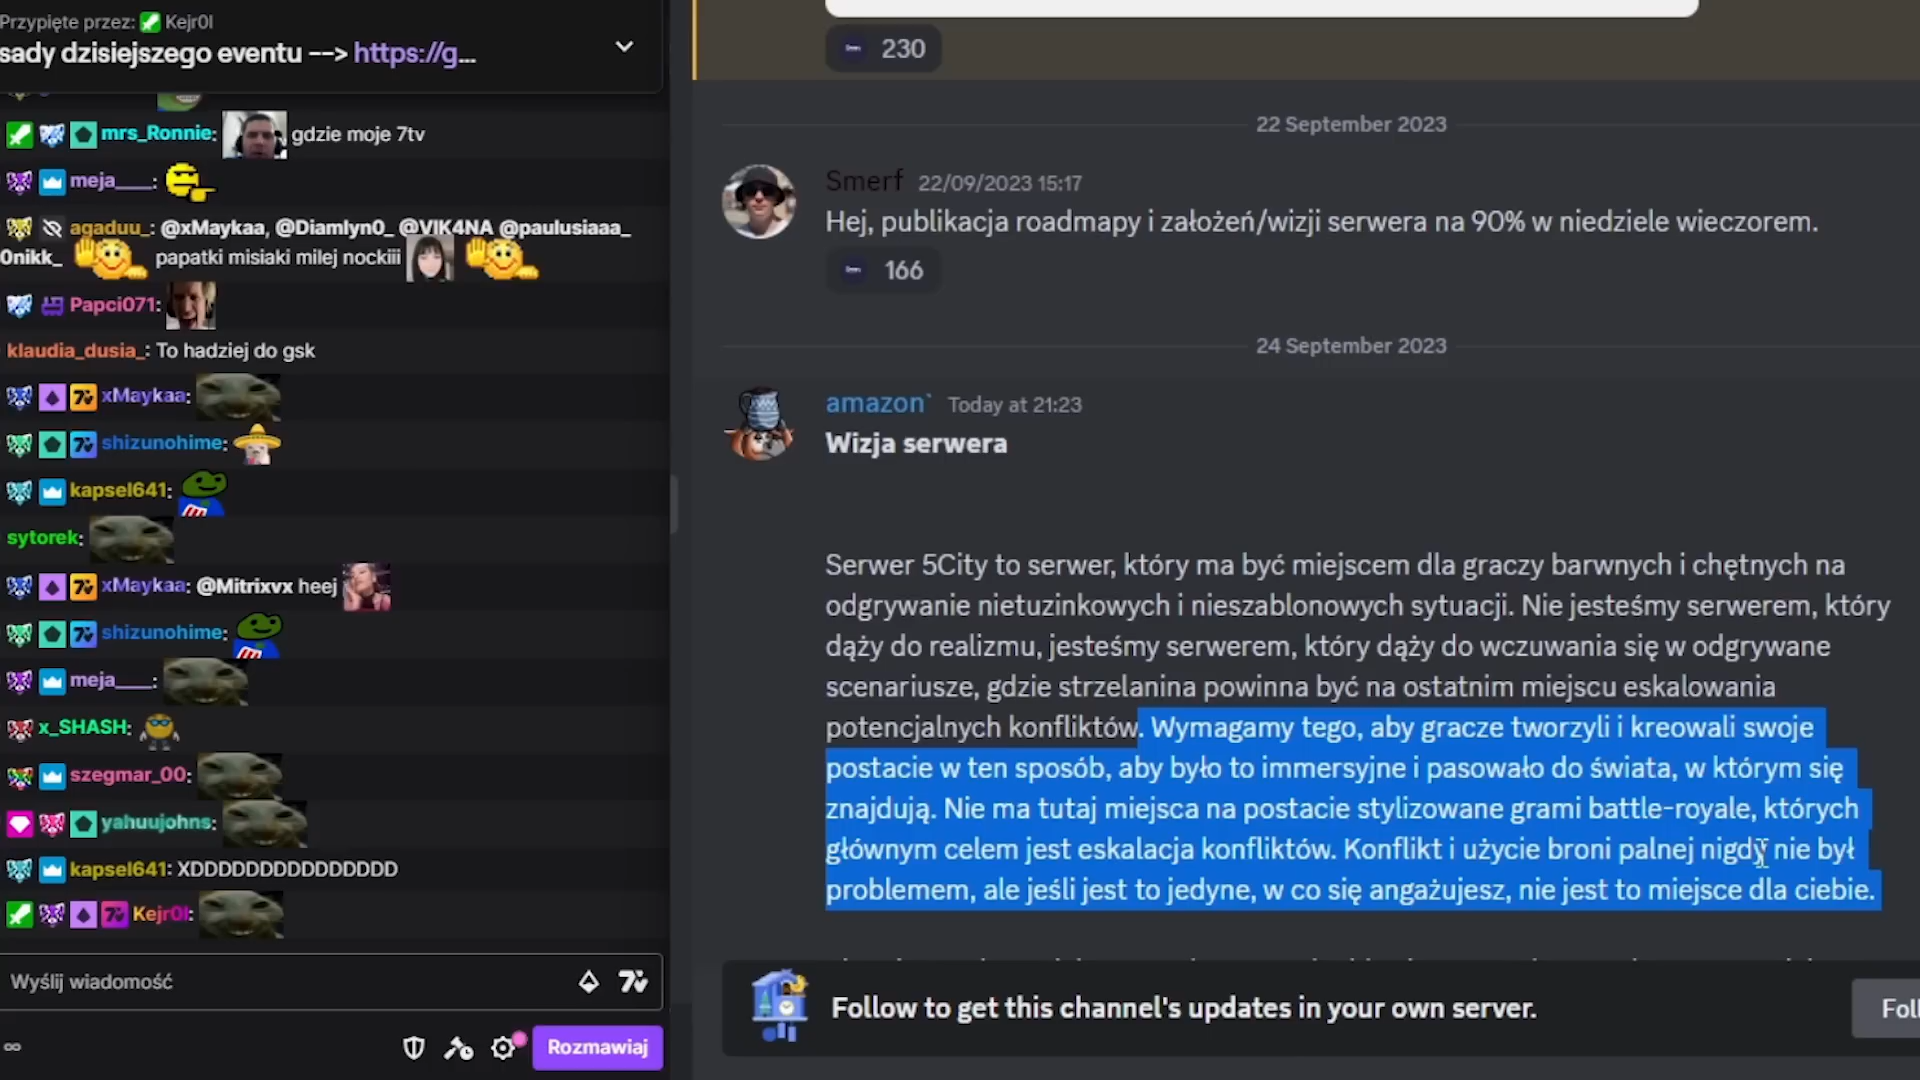 Przypięte przez: Kejr0l
sady dzisiejszego eventu --> https://g...
mrs_Ronnie: gdzie moje 7tv
meja____:
agaduu_: @xMaykaa, @Diamlyn0_ @VIK4NA @paulusiaaa_
0nikk_ papatki misiaki milej nockiii
Papci071:
klaudia_dusia_: To hadziej do gsk
xMaykaa:
shizunohime:
kapsel641:
sytorek:
xMaykaa: @Mitrixvx heej
shizunohime:
meja____:
x_SHASH:
szegmar_00:
yahuujohns:
kapsel641: XDDDDDDDDDDDDDDDD
Kejr0l:
Wyślij wiadomość
Rozmawiaj
230
22 September 2023
Smerf 22/09/2023 15:17
Hej, publikacja roadmapy i założeń/wizji serwera na 90% w niedziele wieczorem.
166
24 September 2023
amazon` Today at 21:23
Wizja serwera
Serwer 5City to serwer, który ma być miejscem dla graczy barwnych i chętnych na
odgrywanie nietuzinkowych i nieszablonowych sytuacji. Nie jesteśmy serwerem, który
dąży do realizmu, jesteśmy serwerem, który dąży do wczuwania się w odgrywane
scenariusze, gdzie strzelanina powinna być na ostatnim miejscu eskalowania
potencjalnych konfliktów. Wymagamy tego, aby gracze tworzyli i kreowali swoje
postacie w ten sposób, aby było to immersyjne i pasowało do świata, w którym się
znajdują. Nie ma tutaj miejsca na postacie stylizowane grami battle-royale, których
głównym celem jest eskalacja konfliktów. Konflikt i użycie broni palnej nigdy nie był
problemem, ale jeśli jest to jedyne, w co się angażujesz, nie jest to miejsce dla ciebie.
Follow to get this channel's updates in your own server.
Foll